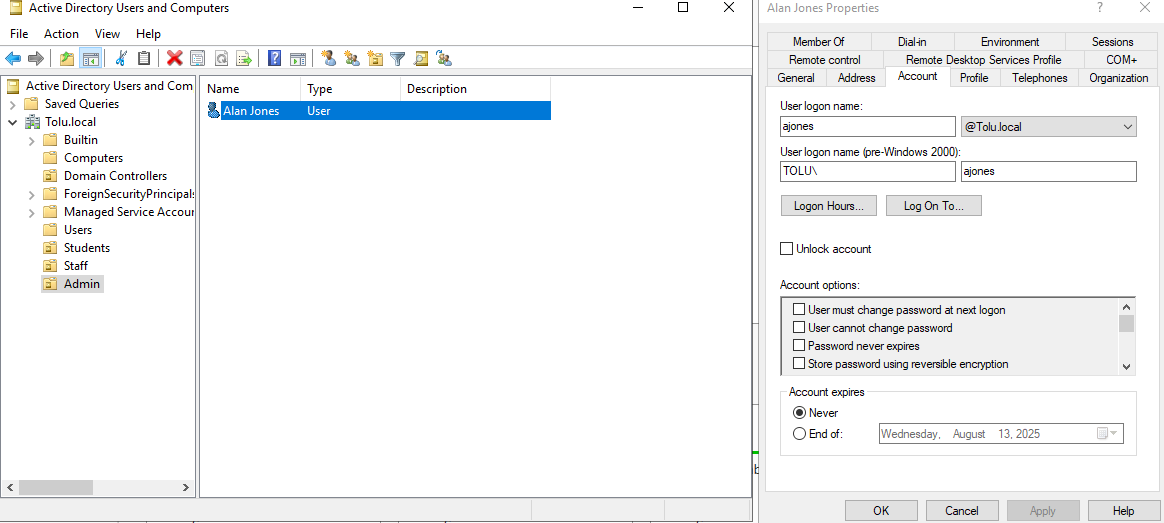 Active Directory Users and Computers
File Action View Help
Active Directory Users and Com
Saved Queries
Tolu.local
Builtin
Computers
Domain Controllers
ForeignSecurityPrincipals
Managed Service Accour
Users
Students
Staff
Admin
Name Type Description
Alan Jones User
Alan Jones Properties
Member Of Dial-in Environment Sessions
Remote control Remote Desktop Services Profile COM+
General Address Account Profile Telephones Organization
User logon name:
ajones @Tolu.local
User logon name (pre-Windows 2000):
TOLU\ ajones
Logon Hours... Log On To...
Unlock account
Account options:
User must change password at next logon
User cannot change password
Password never expires
Store password using reversible encryption
Account expires
Never
End of: Wednesday, August 13, 2025
OK Cancel Apply Help